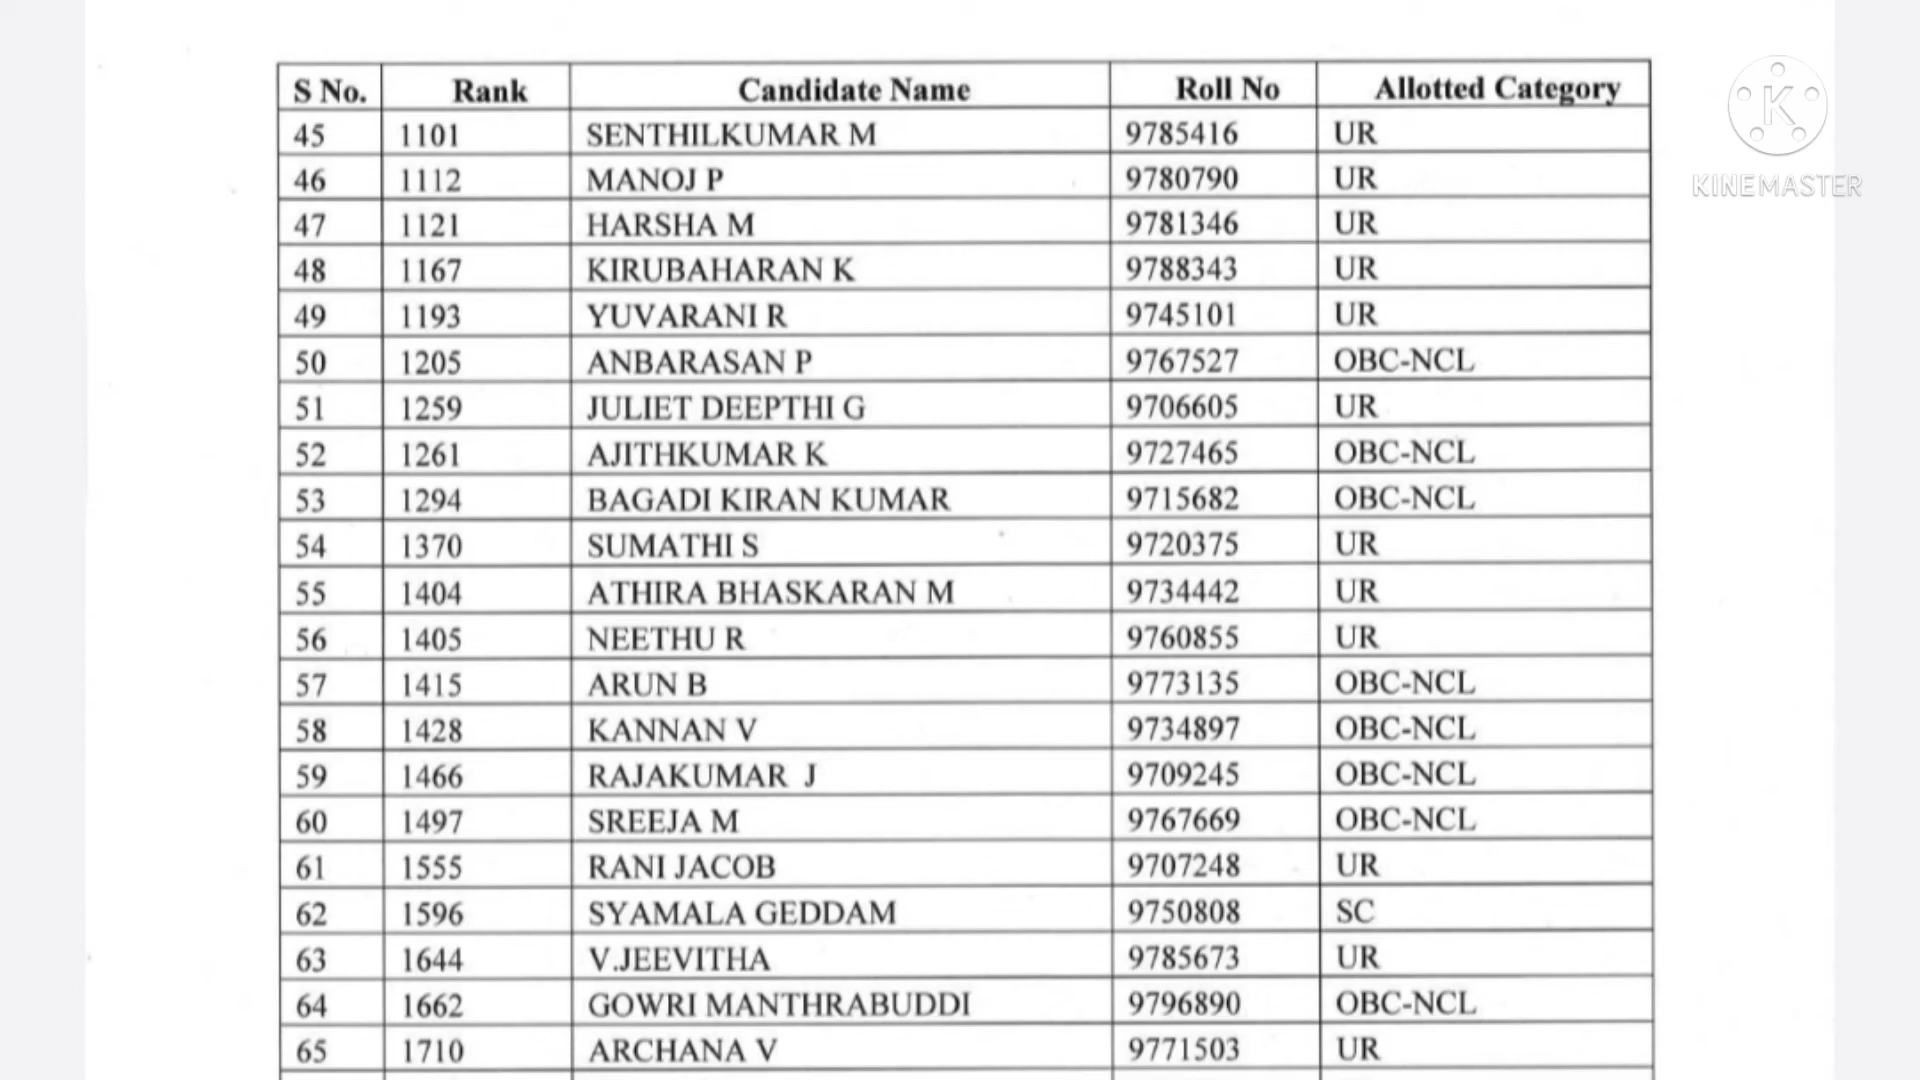 S No. Rank Candidate Name Roll No Allotted Category
45 1101 SENTHILKUMAR M 9785416 UR
46 1112 MANOJ P 9780790 UR
47 1121 HARSHA M 9781346 UR
48 1167 KIRUBAHARAN K 9788343 UR
49 1193 YUVARANI R 9745101 UR
50 1205 ANBARASAN P 9767527 OBC-NCL
51 1259 JULIET DEEPTHI G 9706605 UR
52 1261 AJITHKUMAR K 9727465 OBC-NCL
53 1294 BAGADI KIRAN KUMAR 9715682 OBC-NCL
54 1370 SUMATHI S 9720375 UR
55 1404 ATHIRA BHASKARAN M 9734442 UR
56 1405 NEETHU R 9760855 UR
57 1415 ARUN B 9773135 OBC-NCL
58 1428 KANNAN V 9734897 OBC-NCL
59 1466 RAJAKUMAR J 9709245 OBC-NCL
60 1497 SREEJA M 9767669 OBC-NCL
61 1555 RANI JACOB 9707248 UR
62 1596 SYAMALA GEDDAM 9750808 SC
63 1644 V.JEEVITHA 9785673 UR
64 1662 GOWRI MANTHRABUDDI 9796890 OBC-NCL
65 1710 ARCHANA V 9771503 UR
K
KINEMASTER